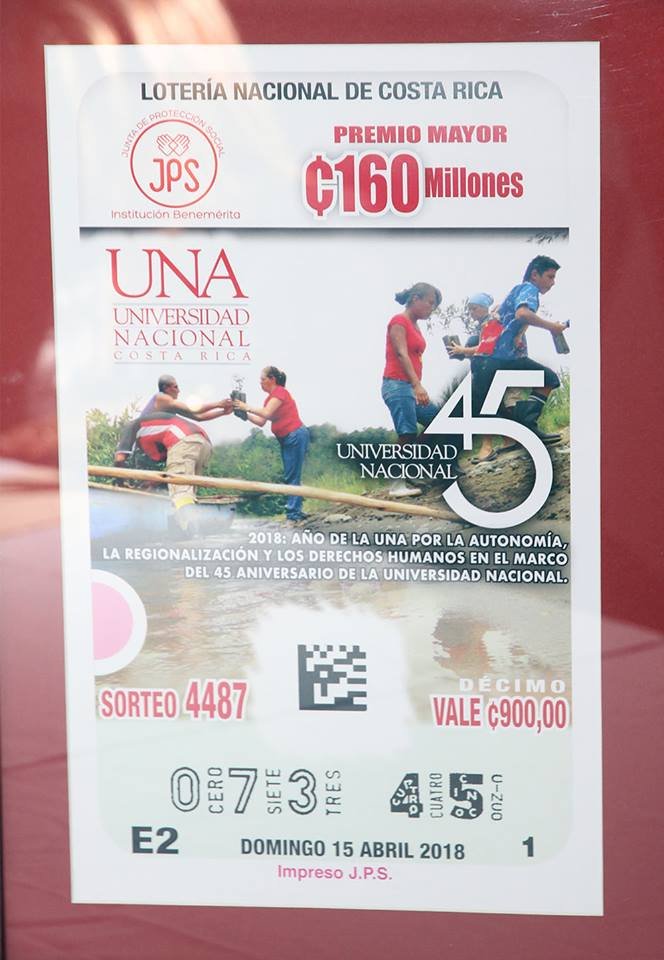 LOTERÍA NACIONAL DE COSTA RICA
JUNTA DE PROTECCIÓN SOCIAL
JPS
Institución Benemérita
PREMIO MAYOR
₡160 Millones
UNA
UNIVERSIDAD
NACIONAL
COSTA RICA
UNIVERSIDAD
NACIONAL
45
2018: AÑO DE LA UNA POR LA AUTONOMÍA,
LA REGIONALIZACIÓN Y LOS DERECHOS HUMANOS EN EL MARCO
DEL 45 ANIVERSARIO DE LA UNIVERSIDAD NACIONAL.
SORTEO 4487
DÉCIMO
VALE ₡900,00
0 CERO 7 SIETE 3 TRES
4 CUATRO 5 CINCO
E2
DOMINGO 15 ABRIL 2018
1
Impreso J.P.S.